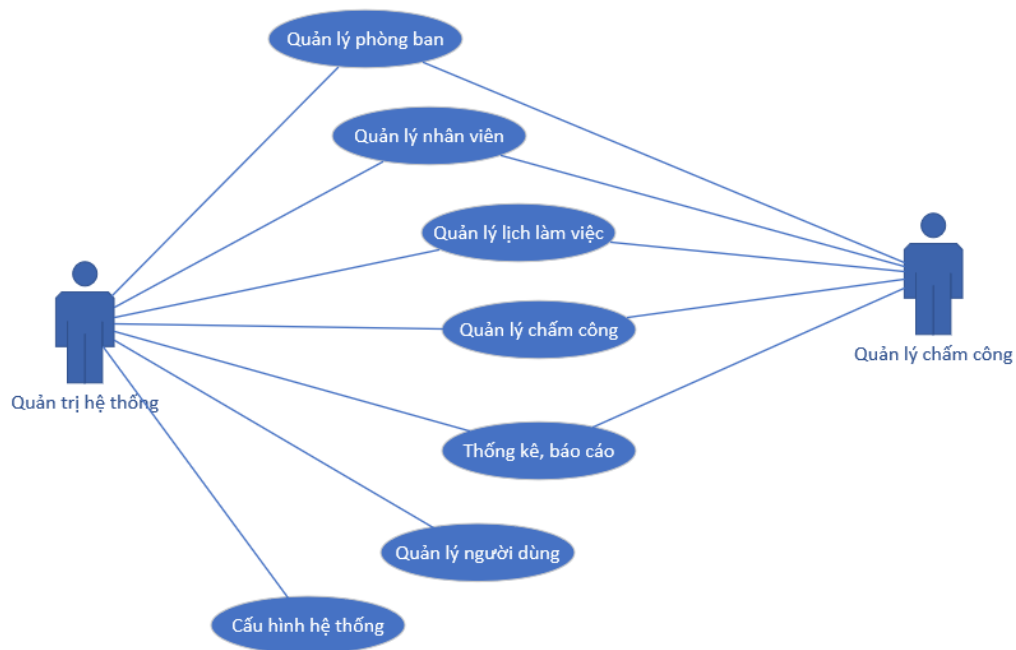 Quản lý phòng ban
Quản lý nhân viên
Quản lý lịch làm việc
Quản lý chấm công
Quản lý chấm công
Quản trị hệ thống
Thống kê, báo cáo
Quản lý người dùng
Cấu hình hệ thống